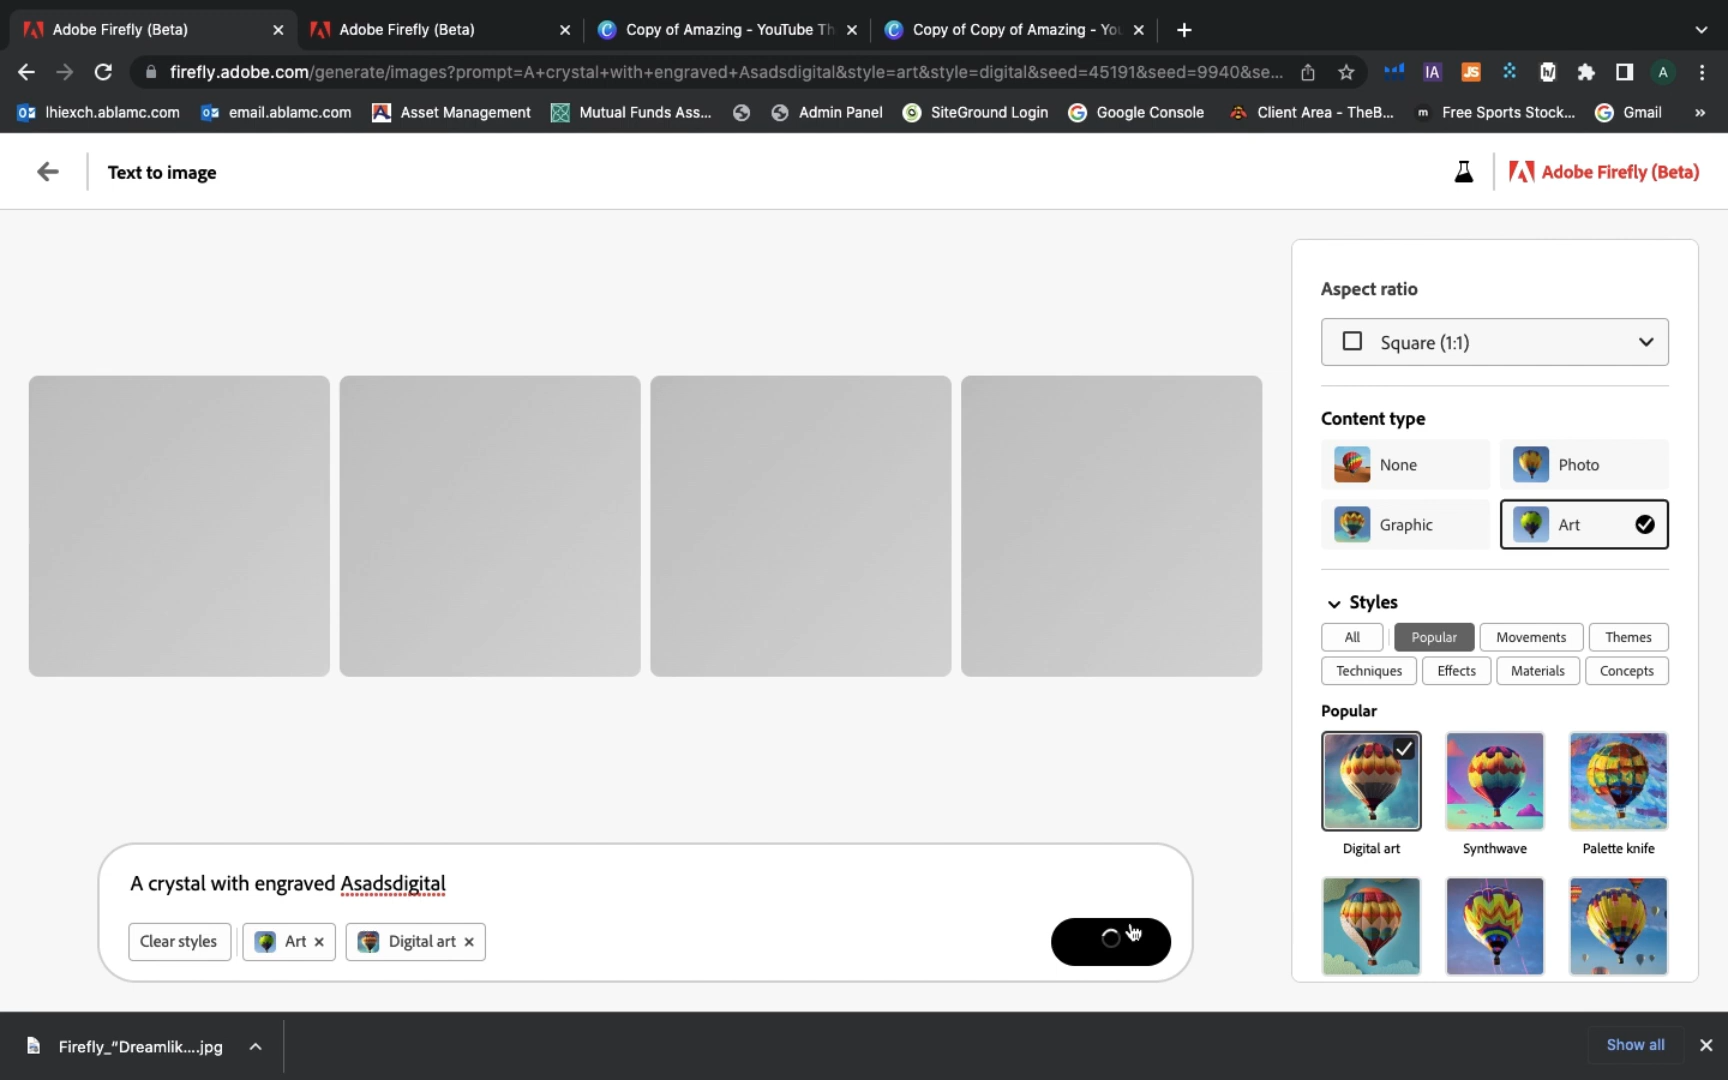 Adobe Firefly (Beta)
Adobe Firefly (Beta)
Copy of Amazing - YouTube Th
Copy of Copy of Amazing - You
firefly.adobe.com/generate/images?prompt=A+crystal+with+engraved+Asadsdigital&style=art&style=digital&seed=45191&seed=9940&se...
lhiexch.ablamc.com
email.ablamc.com
Asset Management
Mutual Funds Ass...
Admin Panel
SiteGround Login
Google Console
Client Area - TheB...
Free Sports Stock...
Gmail
»
Text to image
Adobe Firefly (Beta)
Aspect ratio
Square (1:1)
Content type
None
Photo
Graphic
Art
Styles
All
Popular
Movements
Themes
Techniques
Effects
Materials
Concepts
Popular
Digital art
Synthwave
Palette knife
A crystal with engraved Asadsdigital
Clear styles
Art
Digital art
Firefly_"Dreamlik....jpg
Show all